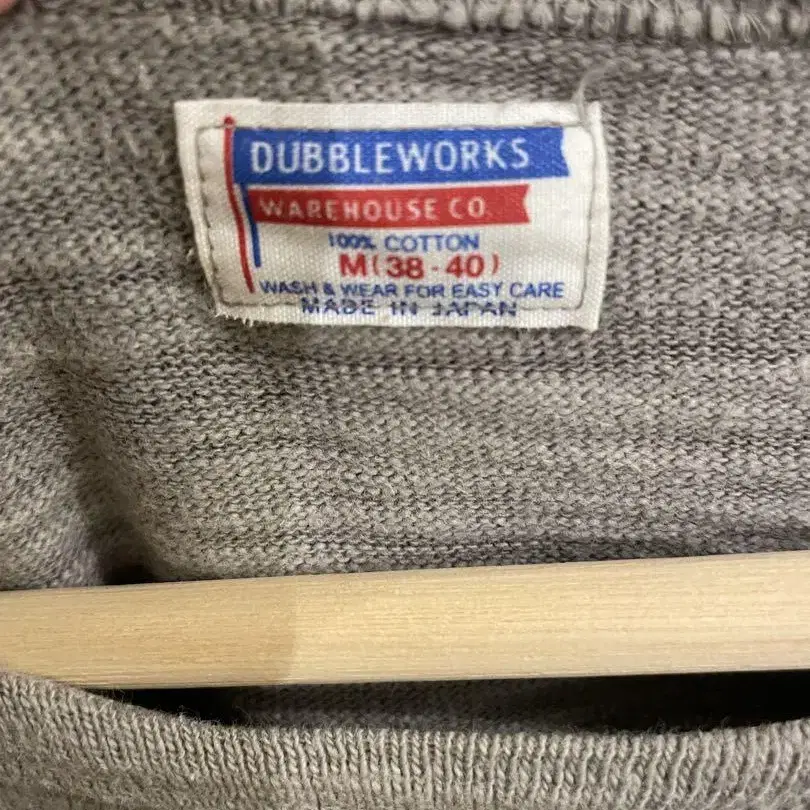 DUBBLEWORKS
WAREHOUSE CO.
100% COTTON
M(38-40)
WASH & WEAR FOR EASY CARE
MADE IN JAPAN